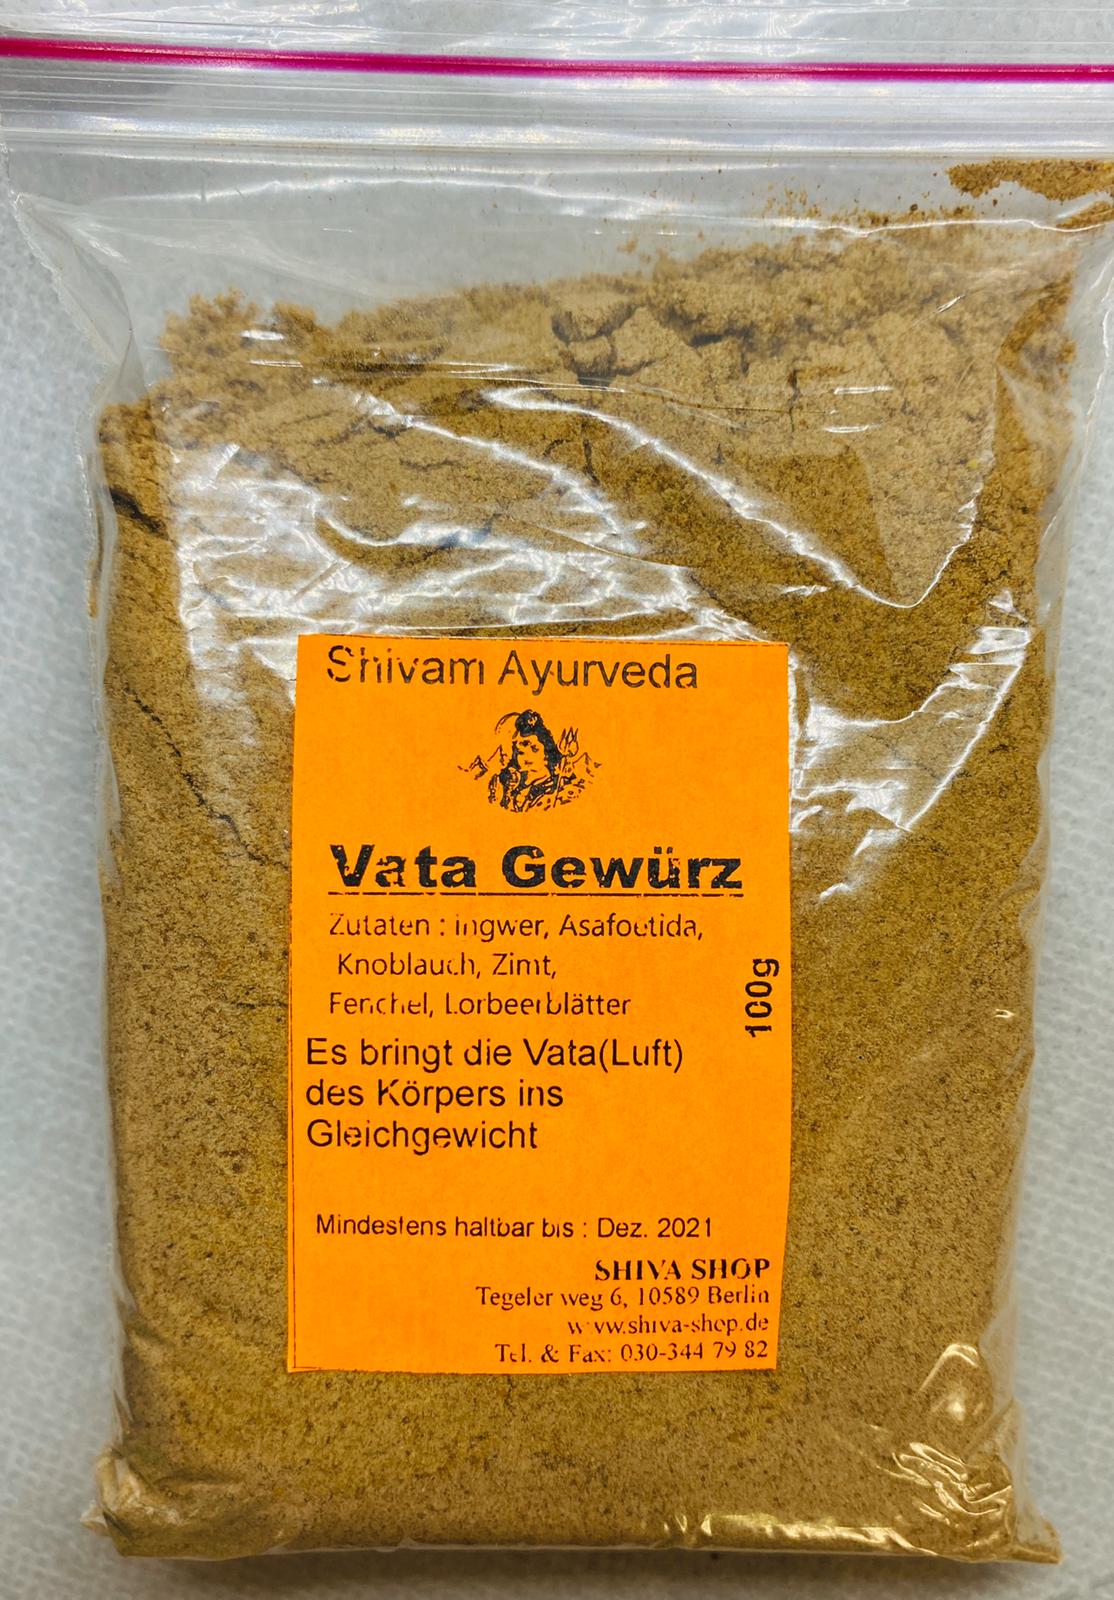 Shivam Ayurveda
Vata Gewürz
Zutaten : Ingwer, Asafoetida,
Knoblauch, Zimt,
Fenchel, Lorbeerblätter
100g
Es bringt die Vata(Luft)
des Körpers ins
Gleichgewicht
Mindestens haltbar bis : Dez. 2021
SHIVA SHOP
Tegeler weg 6, 10589 Berlin
www.shiva-shop.de
Tel. & Fax: 030-344 79 82